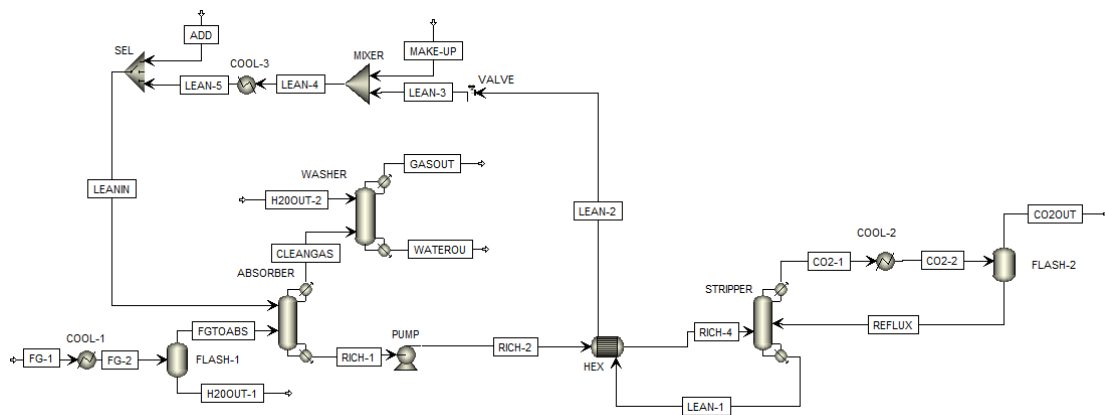 ADD
MAKE-UP
SEL
COOL-3
MIXER
LEAN-5
LEAN-4
LEAN-3
VALVE
WASHER
GASOUT
LEANIN
H20OUT-2
LEAN-2
CO2OUT
CLEANGAS
WATEROU
COOL-2
ABSORBER
CO2-1
CO2-2
FLASH-2
STRIPPER
FGTOABS
PUMP
RICH-4
REFLUX
COOL-1
RICH-2
FG-1
FG-2
FLASH-1
RICH-1
HEX
H20OUT-1
LEAN-1